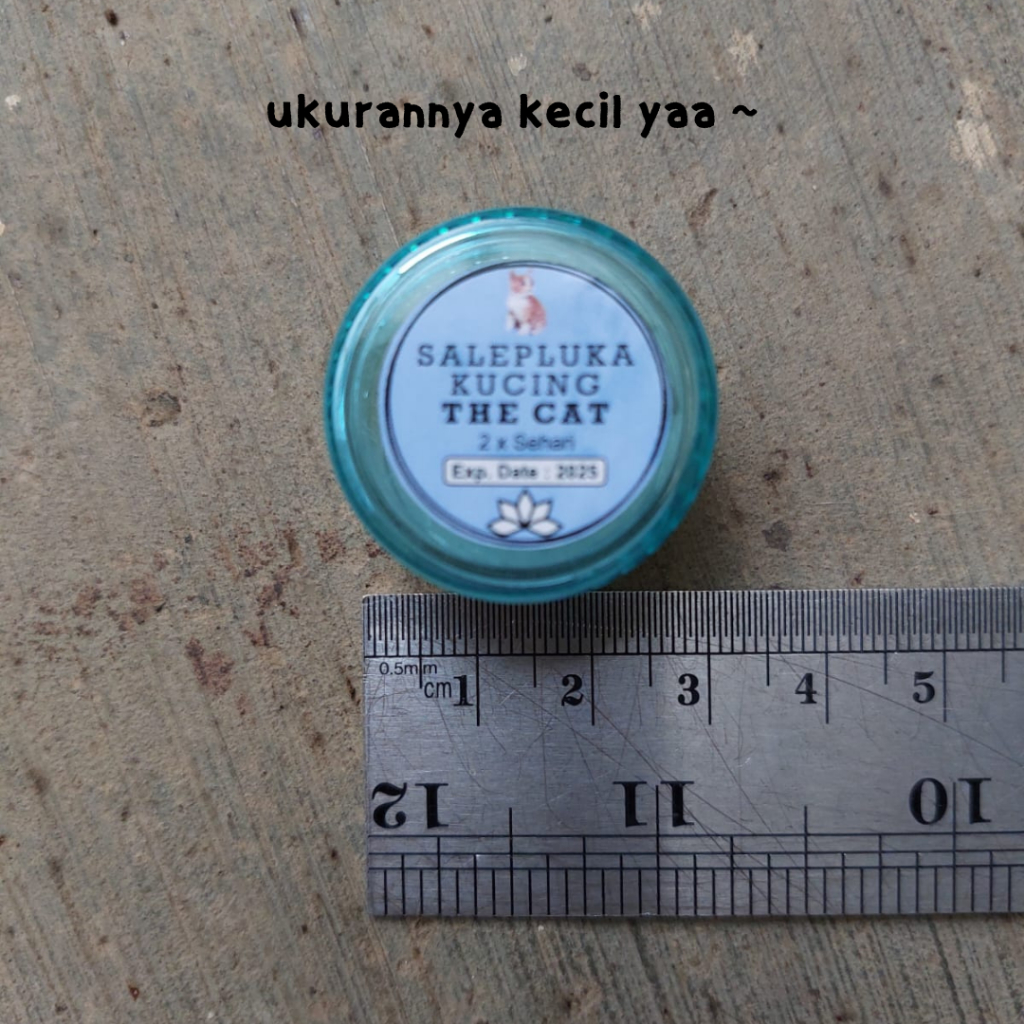 ukurannya kecil yaa ~
SALEPLUKA
KUCING
THE CAT
2 x Sehari
Exp. Date : 2025
0.5mm
cm 1 2 3 4 5
12 11 10